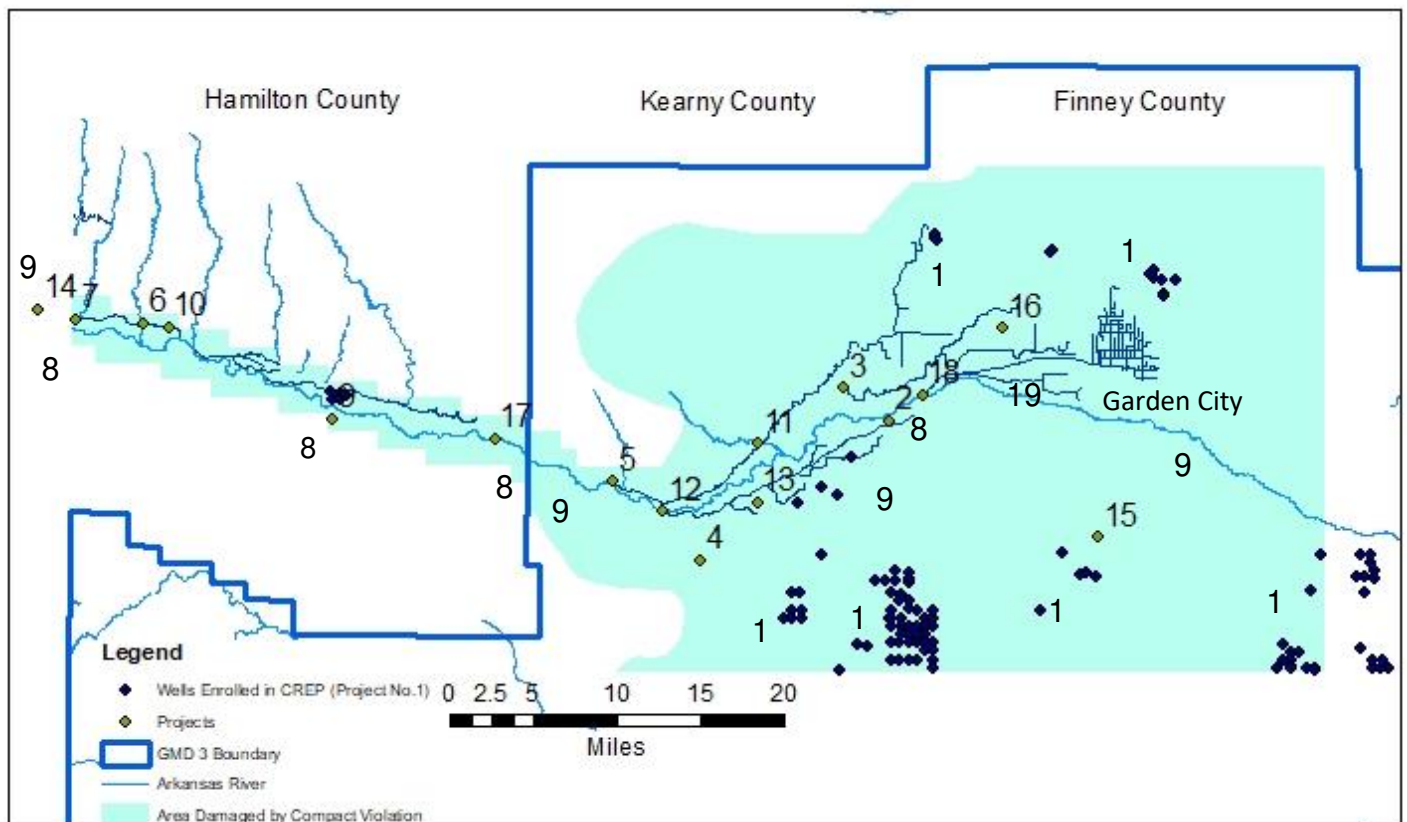 Hamilton County
Kearny County
Finney County
9
14
7
6
10
8
9
8
17
8
9
5
12
11
13
4
3
2
18
8
9
16
1
1
19
Garden City
9
15
1
1
1
1
Legend
Wells Enrolled in CREP (Project No.1)
Projects
GMD 3 Boundary
Arkansas River
Area Damaged by Compact Violation
0 2.5 5 10 15 20
Miles